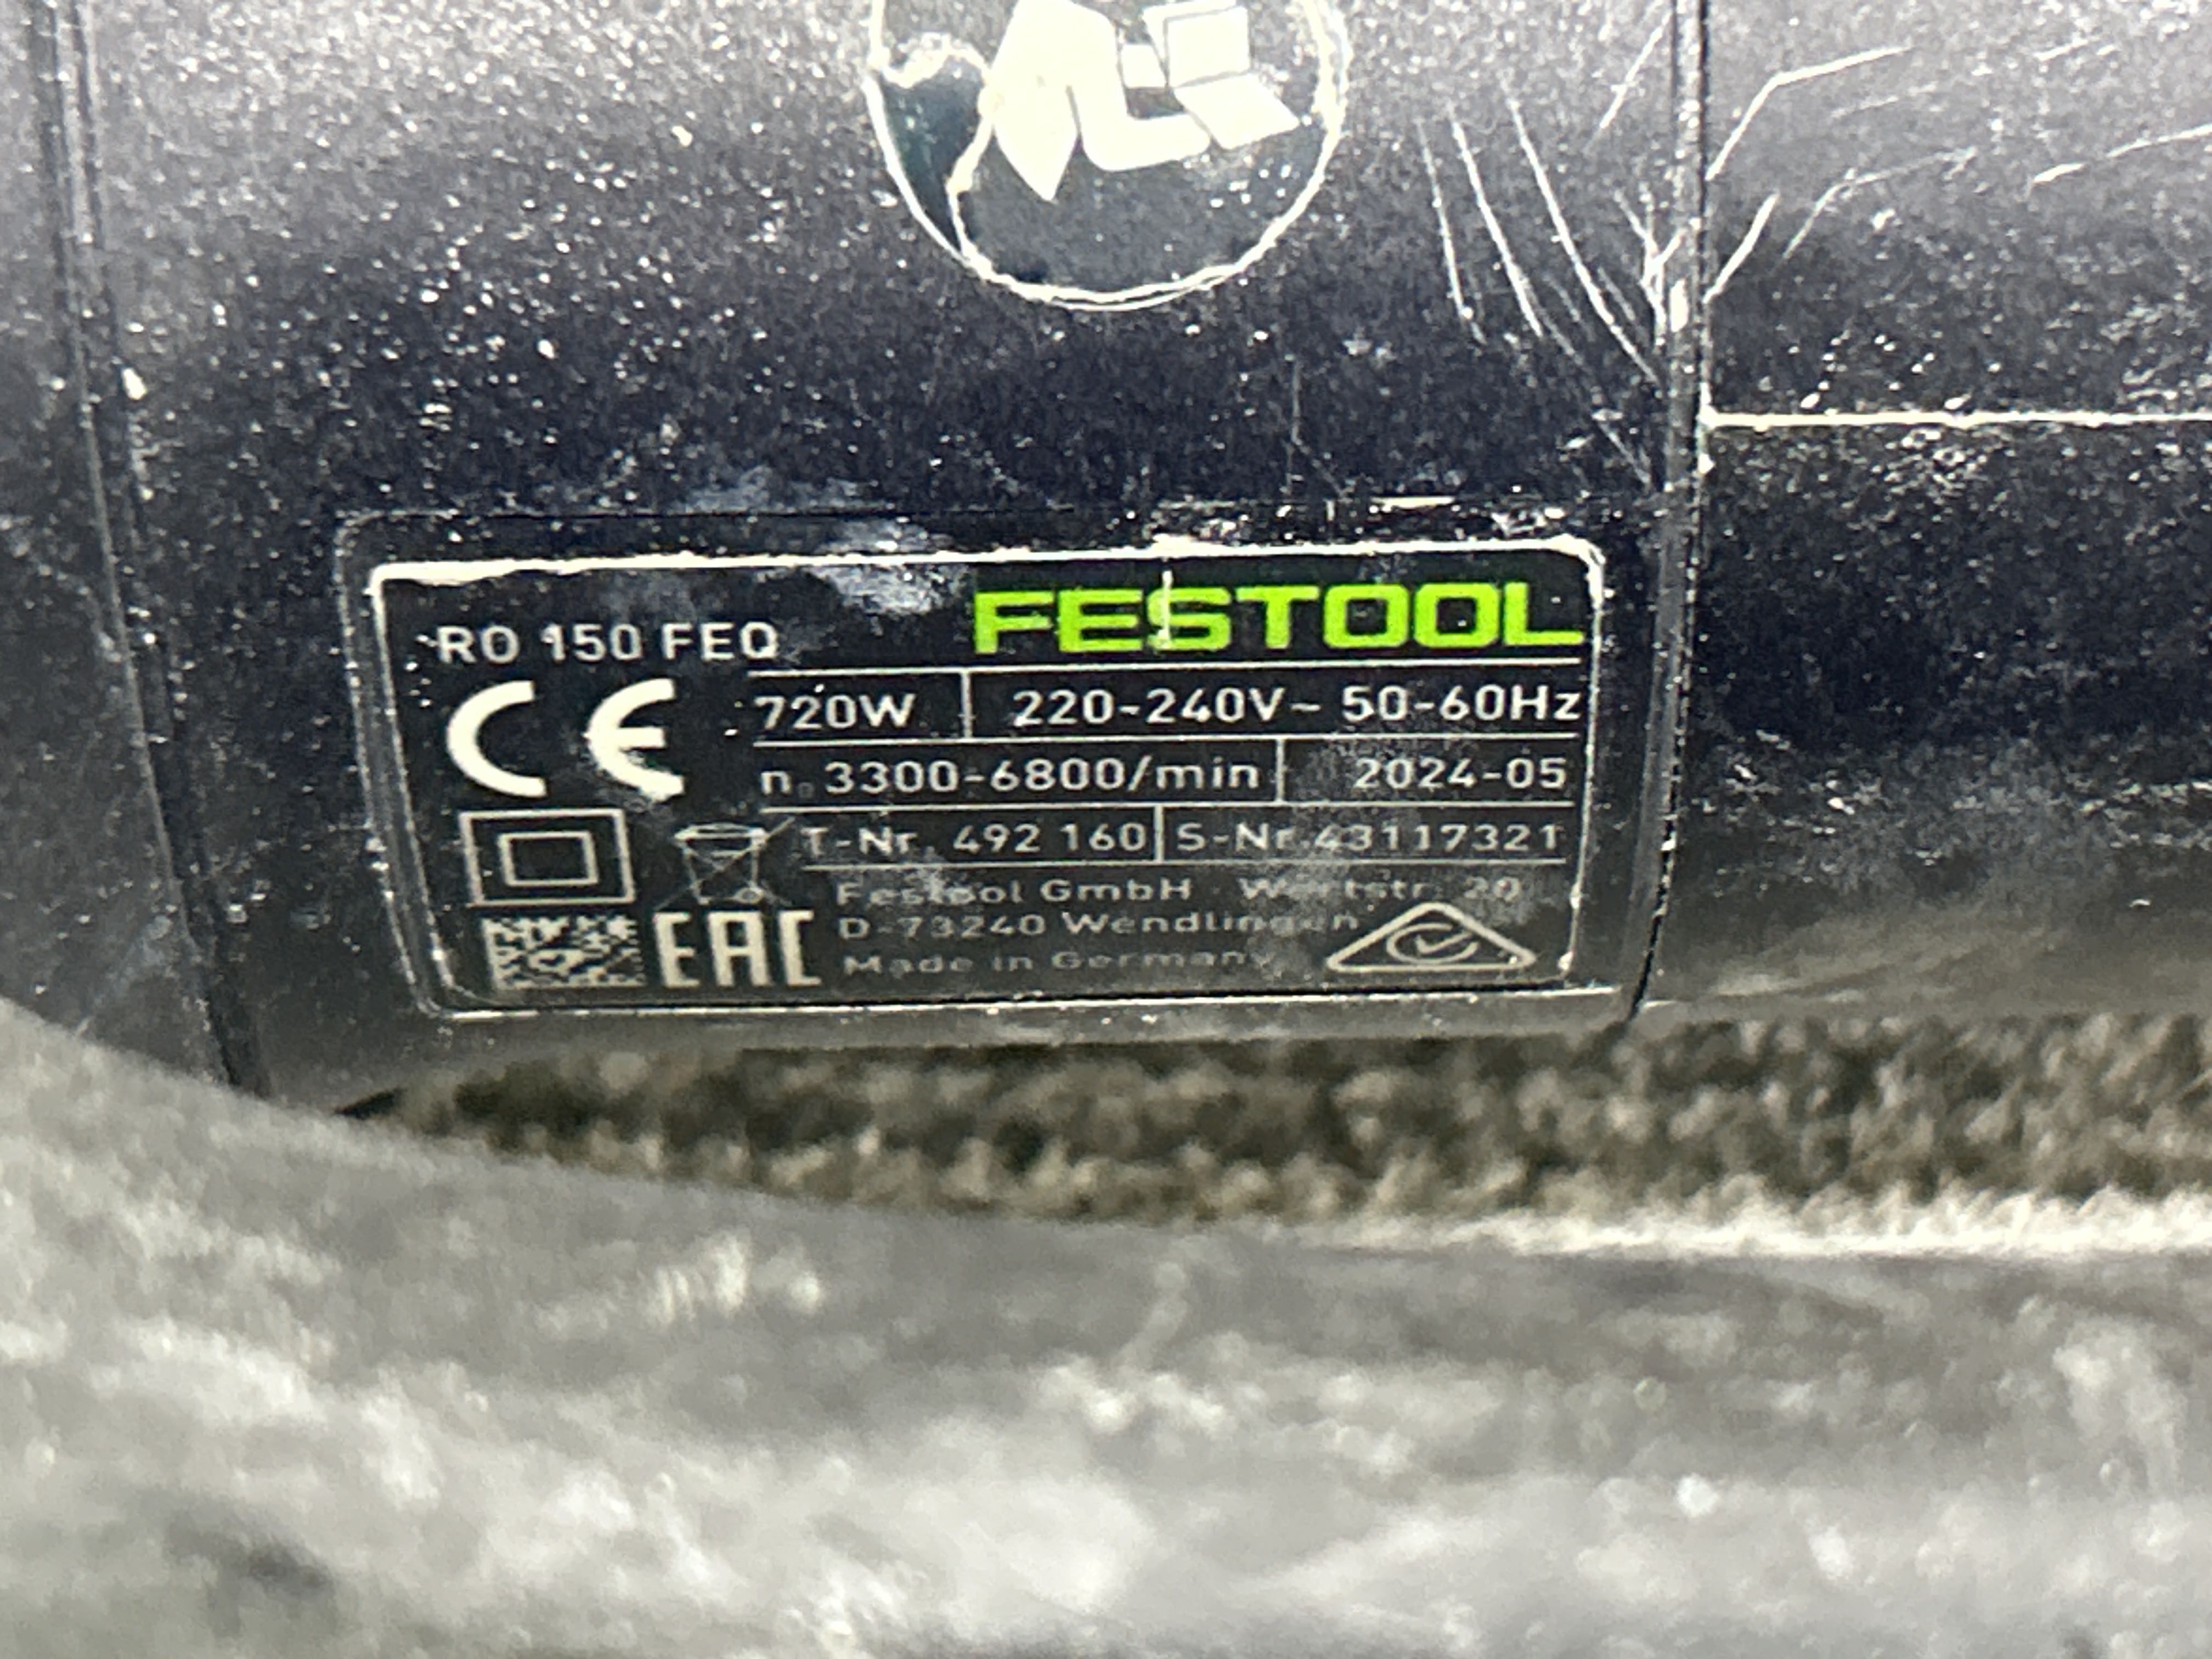 RO 150 FEQ FESTOOL
CE 720W 220-240V~ 50-60Hz
n. 3300-6800/min 2024-05
T-Nr. 492 160 S-Nr. 43117321
Festool GmbH · Wertstr. 20
D-73240 Wendlingen
EAC Made in Germany